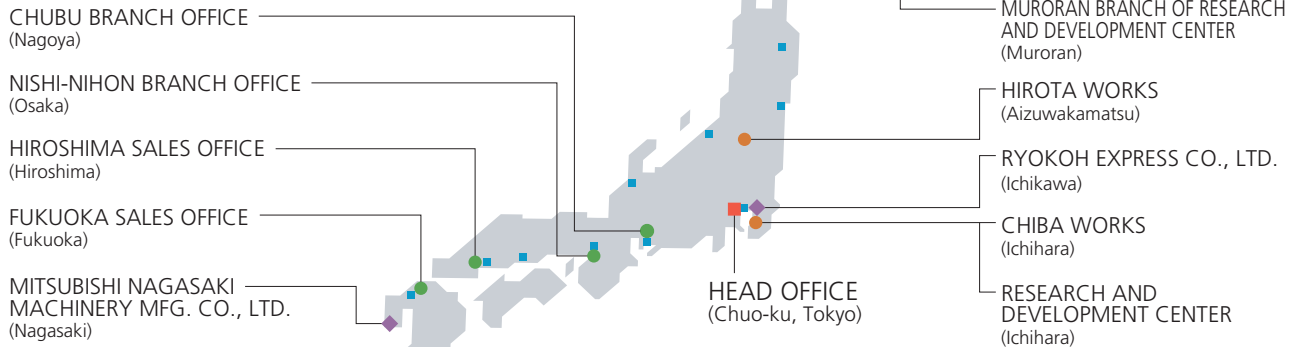 CHUBU BRANCH OFFICE
(Nagoya)
NISHI-NIHON BRANCH OFFICE
(Osaka)
HIROSHIMA SALES OFFICE
(Hiroshima)
FUKUOKA SALES OFFICE
(Fukuoka)
MITSUBISHI NAGASAKI
MACHINERY MFG. CO., LTD.
(Nagasaki)
HEAD OFFICE
(Chuo-ku, Tokyo)
MURORAN BRANCH OF RESEARCH
AND DEVELOPMENT CENTER
(Muroran)
HIROTA WORKS
(Aizuwakamatsu)
RYOKOH EXPRESS CO., LTD.
(Ichikawa)
CHIBA WORKS
(Ichihara)
RESEARCH AND
DEVELOPMENT CENTER
(Ichihara)